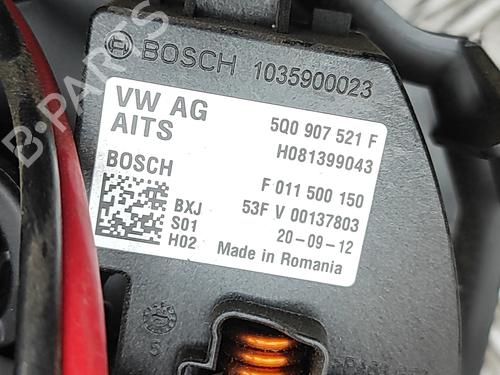 BOSCH 1035900023
VW AG 5Q0 907 521 F
AITS H081399043
BOSCH F 011 500 150
BXJ 53F V 00137803
S01 20-09-12
H02 Made in Romania
B-PARTS
5